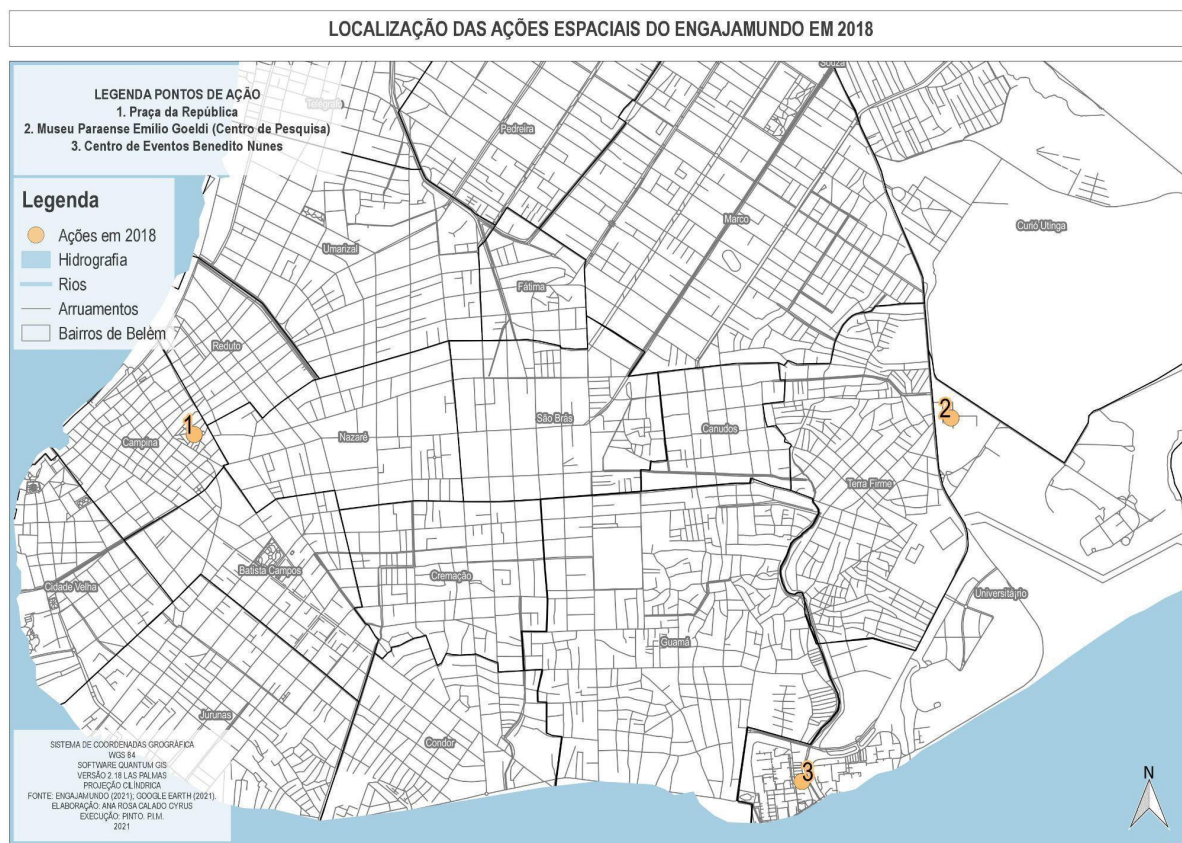 LOCALIZAÇÃO DAS AÇÕES ESPACIAIS DO ENGAJAMUNDO EM 2018
LEGENDA PONTOS DE AÇÃO
1. Praça da República
2. Museu Paraense Emilio Goeldi (Centro de Pesquisa)
3. Centro de Eventos Benedito Nunes
Legenda
Ações em 2018
Hidrografia
Rios
Arruamentos
Bairros de Belèm
Souza
Telégrafo
Pedreira
Marco
Curió Utinga
Umarizal
Fátima
Reduto
1
Campina
Nazaré
São Brás
Canudos
2
Terra Firme
Batista Campos
Cidade Velha
Cremação
Universitájrio
Guamá
Jurunas
Condor
3
N
SISTEMA DE COORDENADAS GROGRÁFICA
WGS 84
SOFTWARE QUANTUM GIS
VERSÃO 2.18 LAS PALMAS
PROJEÇÃO CILÍNDRICA
FONTE: ENGAJAMUNDO (2021); GOOGLE EARTH (2021).
ELABORAÇÃO: ANA ROSA CALADO CYRUS
EXECUÇÃO: PINTO. P.I.M.
2021